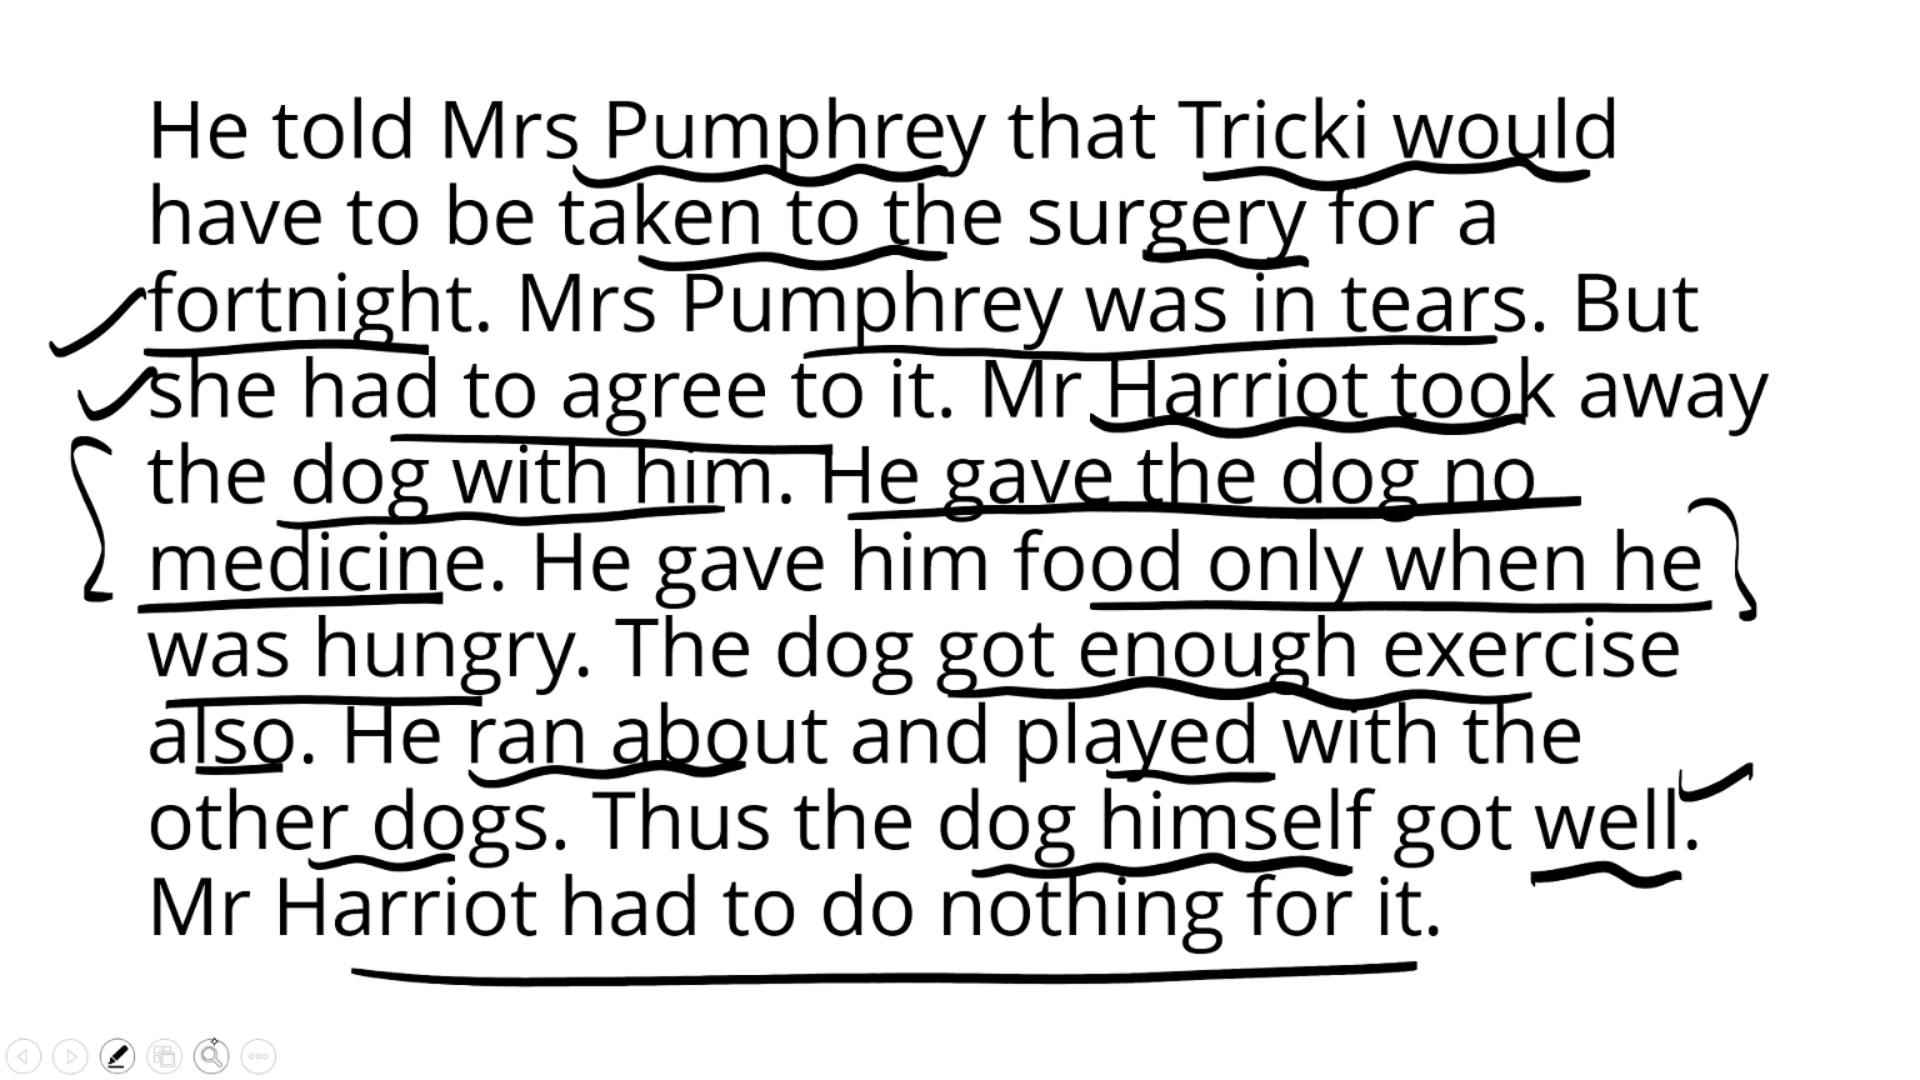 He told Mrs Pumphrey that Tricki would
have to be taken to the surgery for a
fortnight. Mrs Pumphrey was in tears. But
she had to agree to it. Mr Harriot took away
the dog with him. He gave the dog no
medicine. He gave him food only when he
was hungry. The dog got enough exercise
also. He ran about and played with the
other dogs. Thus the dog himself got well.
Mr Harriot had to do nothing for it.